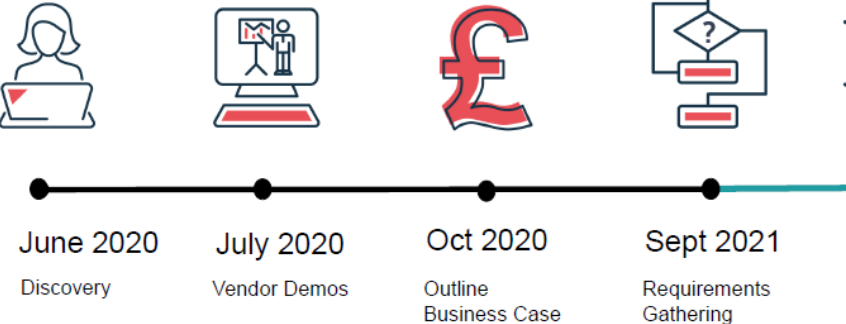 ?
£
June 2020
July 2020
Oct 2020
Sept 2021
Discovery
Vendor Demos
Outline
Business Case
Requirements
Gathering